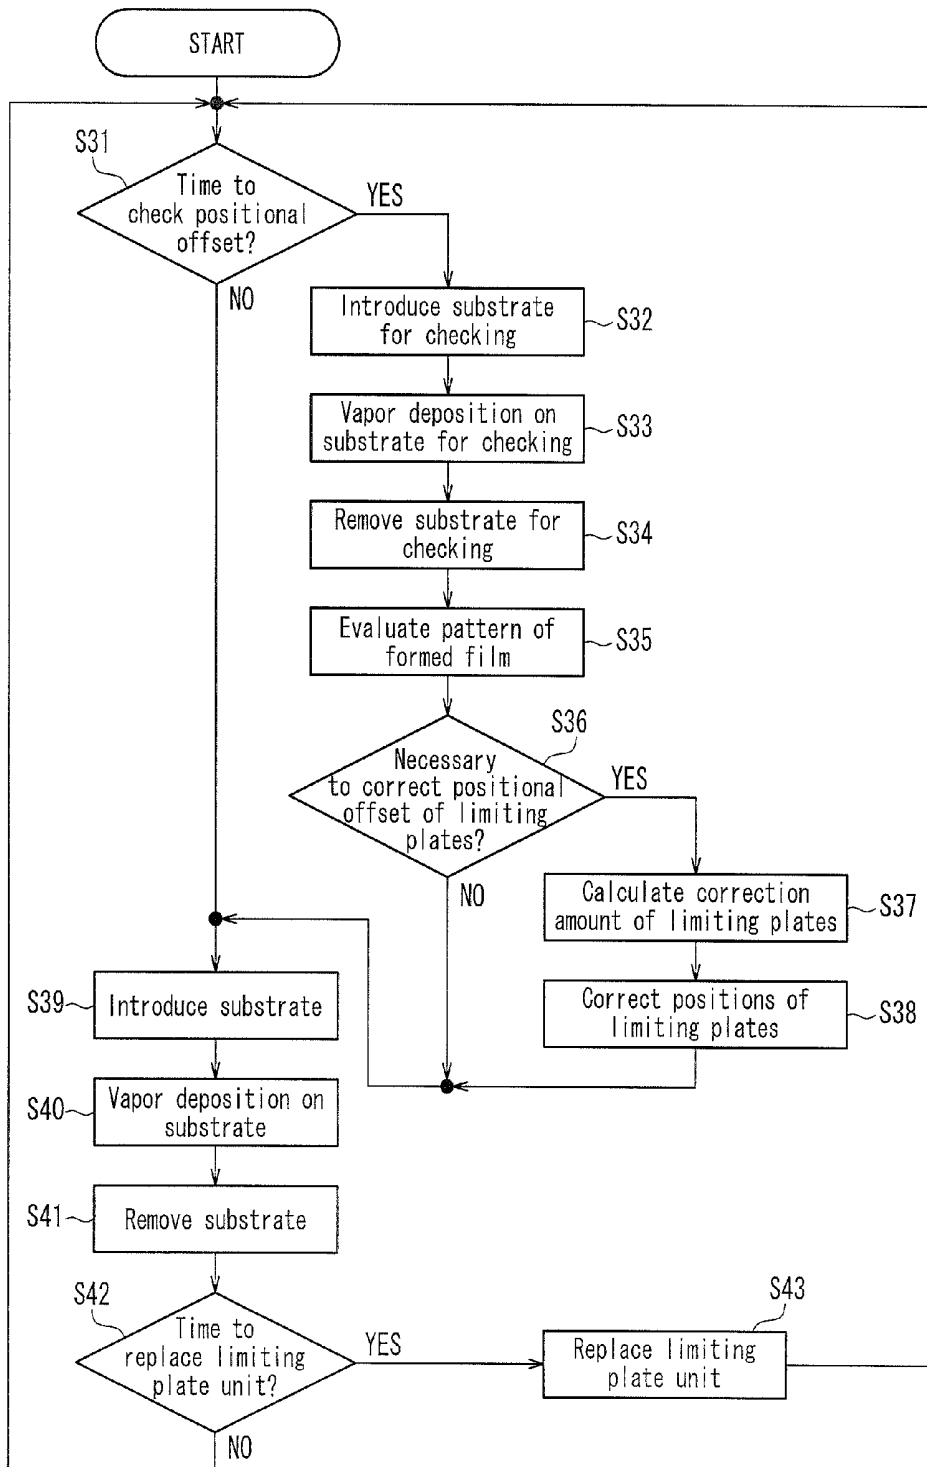 START
S31
Time to
check positional
offset?
YES
NO
Introduce substrate
for checking
S32
Vapor deposition on
substrate for checking
S33
Remove substrate for
checking
S34
Evaluate pattern of
formed film
S35
S36
Necessary
to correct positional
offset of limiting
plates?
YES
NO
Calculate correction
amount of limiting plates
S37
Correct positions of
limiting plates
S38
S39
Introduce substrate
S40
Vapor deposition on
substrate
S41
Remove substrate
S42
Time to
replace limiting
plate unit?
YES
NO
S43
Replace limiting
plate unit